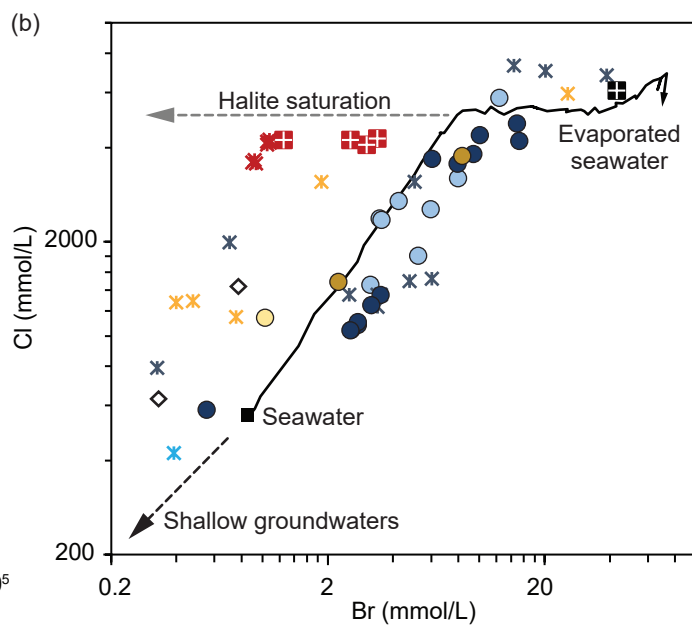 (b)
Halite saturation
Evaporated
seawater
2000
Cl (mmol/L)
Seawater
Shallow groundwaters
200
0.2
2
20
Br (mmol/L)